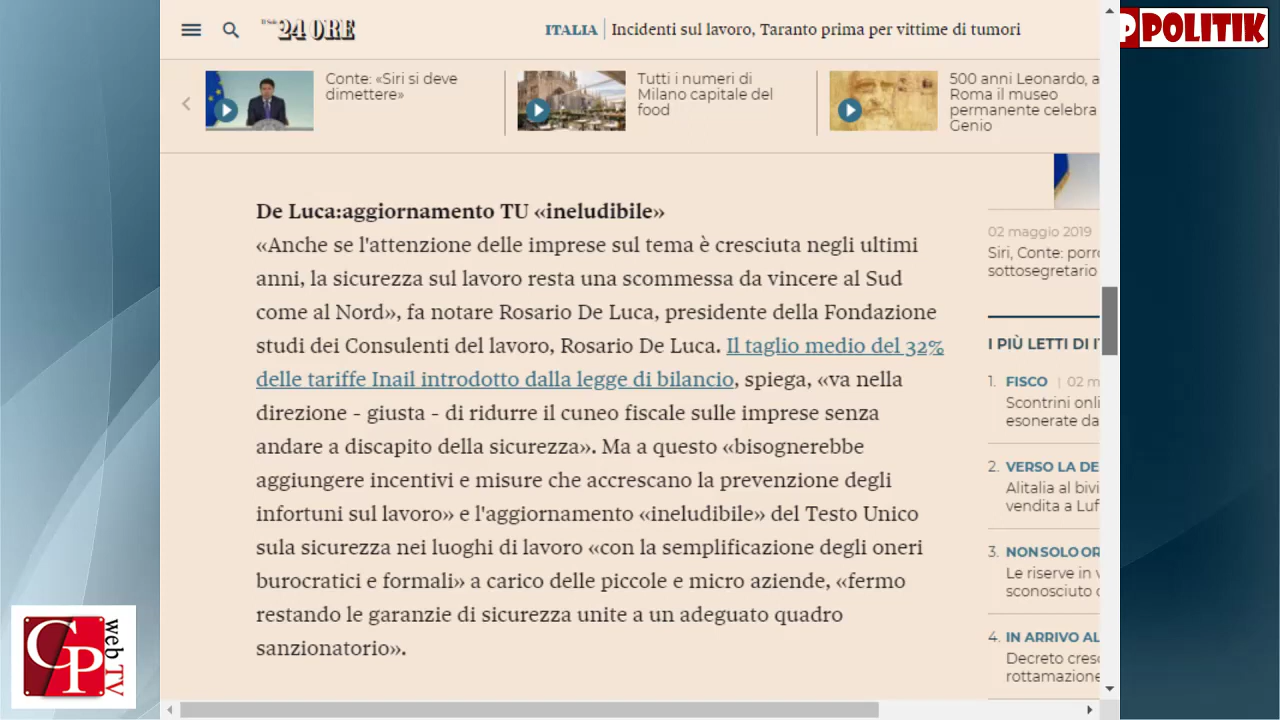 Il Sole 24 ORE
ITALIA | Incidenti sul lavoro, Taranto prima per vittime di tumori
POLITIK
Conte: «Siri si deve
dimettere»
Tutti i numeri di
Milano capitale del
food
500 anni Leonardo, a
Roma il museo
permanente celebra
Genio
De Luca:aggiornamento TU «ineludibile»
«Anche se l'attenzione delle imprese sul tema è cresciuta negli ultimi
anni, la sicurezza sul lavoro resta una scommessa da vincere al Sud
come al Nord», fa notare Rosario De Luca, presidente della Fondazione
studi dei Consulenti del lavoro, Rosario De Luca. Il taglio medio del 32%
delle tariffe Inail introdotto dalla legge di bilancio, spiega, «va nella
direzione - giusta - di ridurre il cuneo fiscale sulle imprese senza
andare a discapito della sicurezza». Ma a questo «bisognerebbe
aggiungere incentivi e misure che accrescano la prevenzione degli
infortuni sul lavoro» e l'aggiornamento «ineludibile» del Testo Unico
sula sicurezza nei luoghi di lavoro «con la semplificazione degli oneri
burocratici e formali» a carico delle piccole e micro aziende, «fermo
restando le garanzie di sicurezza unite a un adeguato quadro
sanzionatorio».
02 maggio 2019
Siri, Conte: porr
sottosegretario
I PIÙ LETTI DI I
1. FISCO | 02 m
Scontrini onli
esonerate da
2. VERSO LA DE
Alitalia al bivi
vendita a Luf
3. NON SOLO OR
Le riserve in v
sconosciuto
4. IN ARRIVO AL
Decreto cresc
rottamazione
CP
web TV